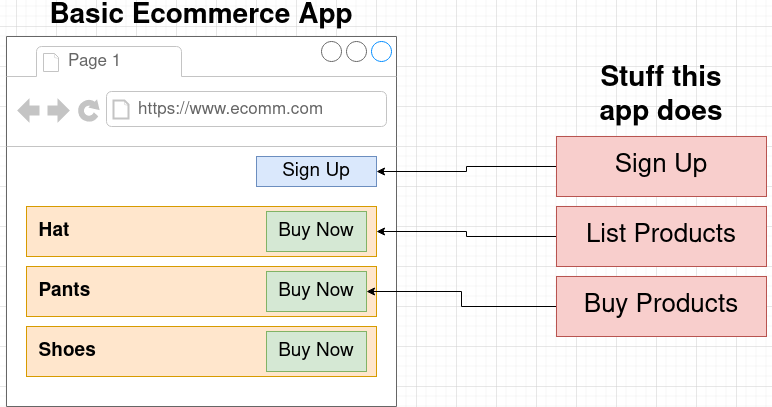 Basic Ecommerce App
Page 1
https://www.ecomm.com
Sign Up
Hat
Buy Now
Pants
Buy Now
Shoes
Buy Now
Stuff this
app does
Sign Up
List Products
Buy Products